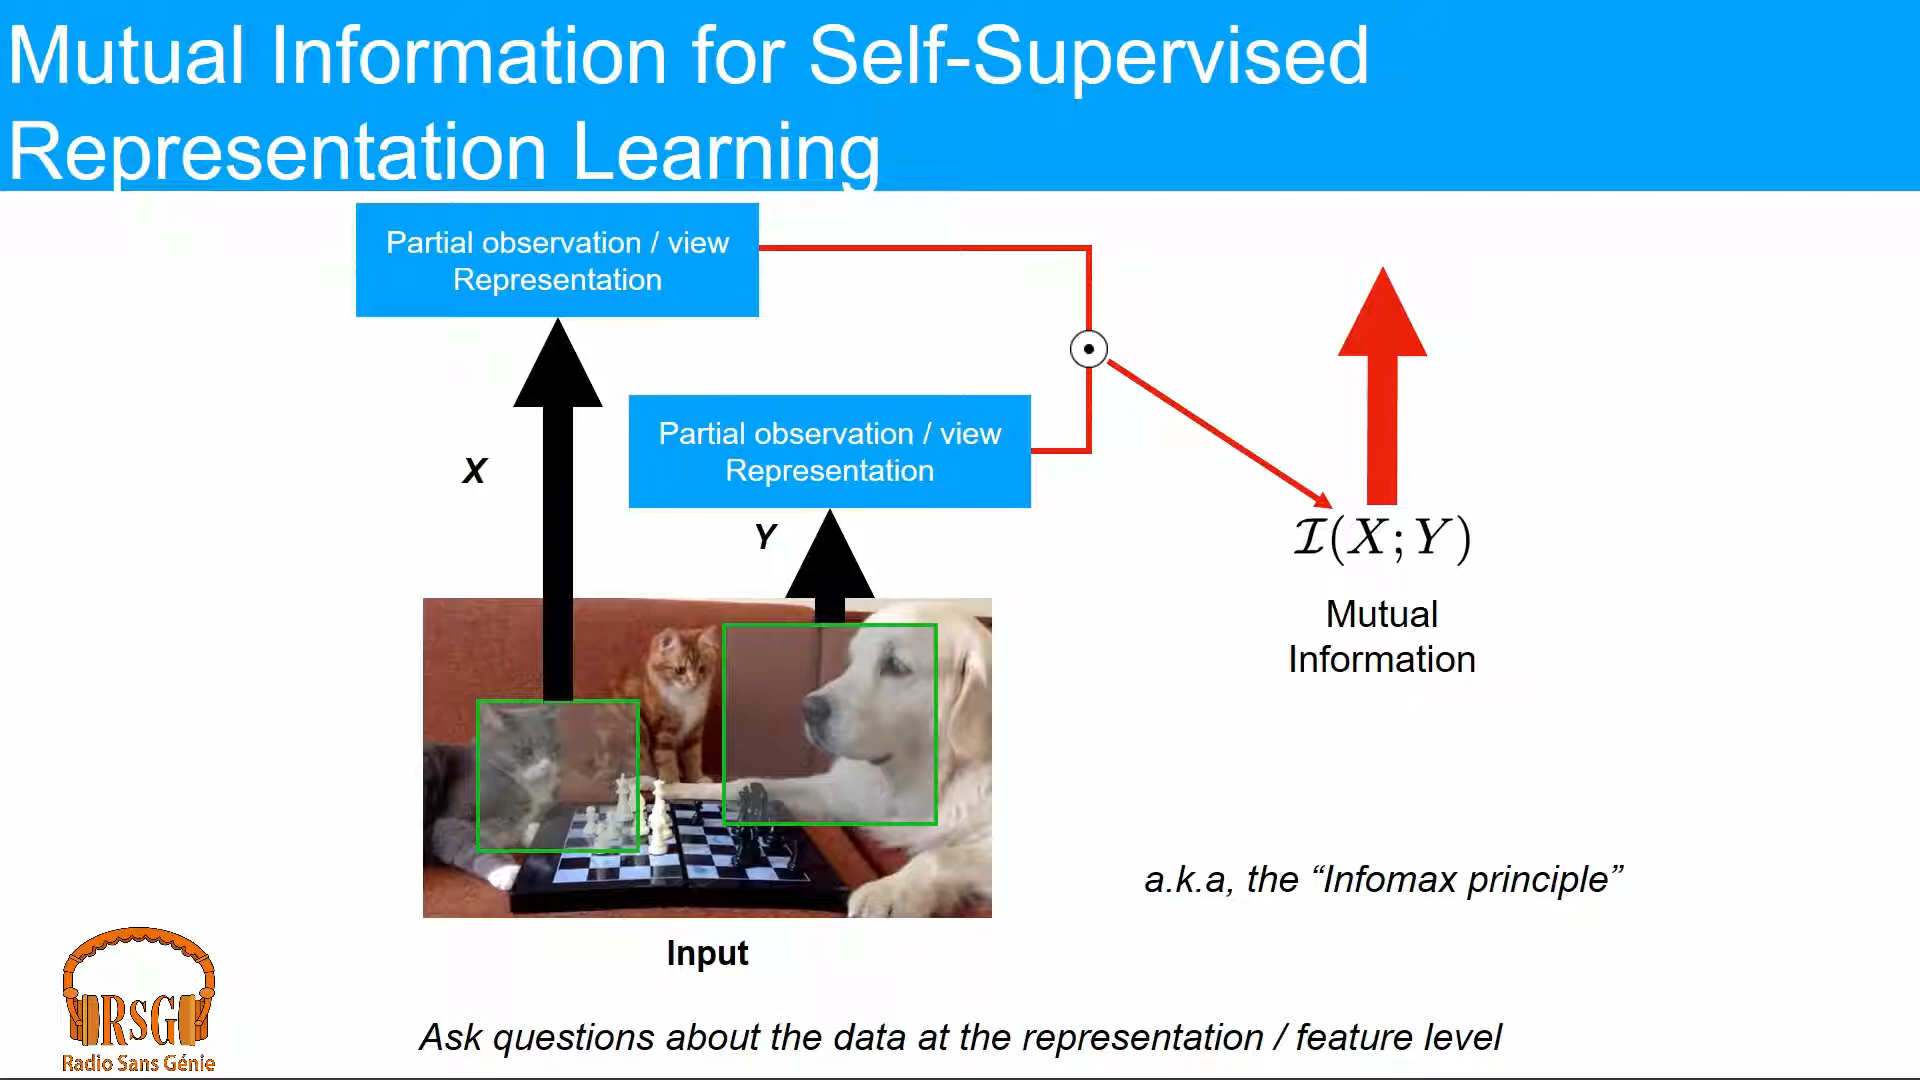 Mutual Information for Self-Supervised
Representation Learning
Partial observation / view
Representation
X
Partial observation / view
Representation
Y
I(X;Y)
Mutual
Information
a.k.a, the “Infomax principle”
Input
RSG
Radio Sans Génie
Ask questions about the data at the representation / feature level